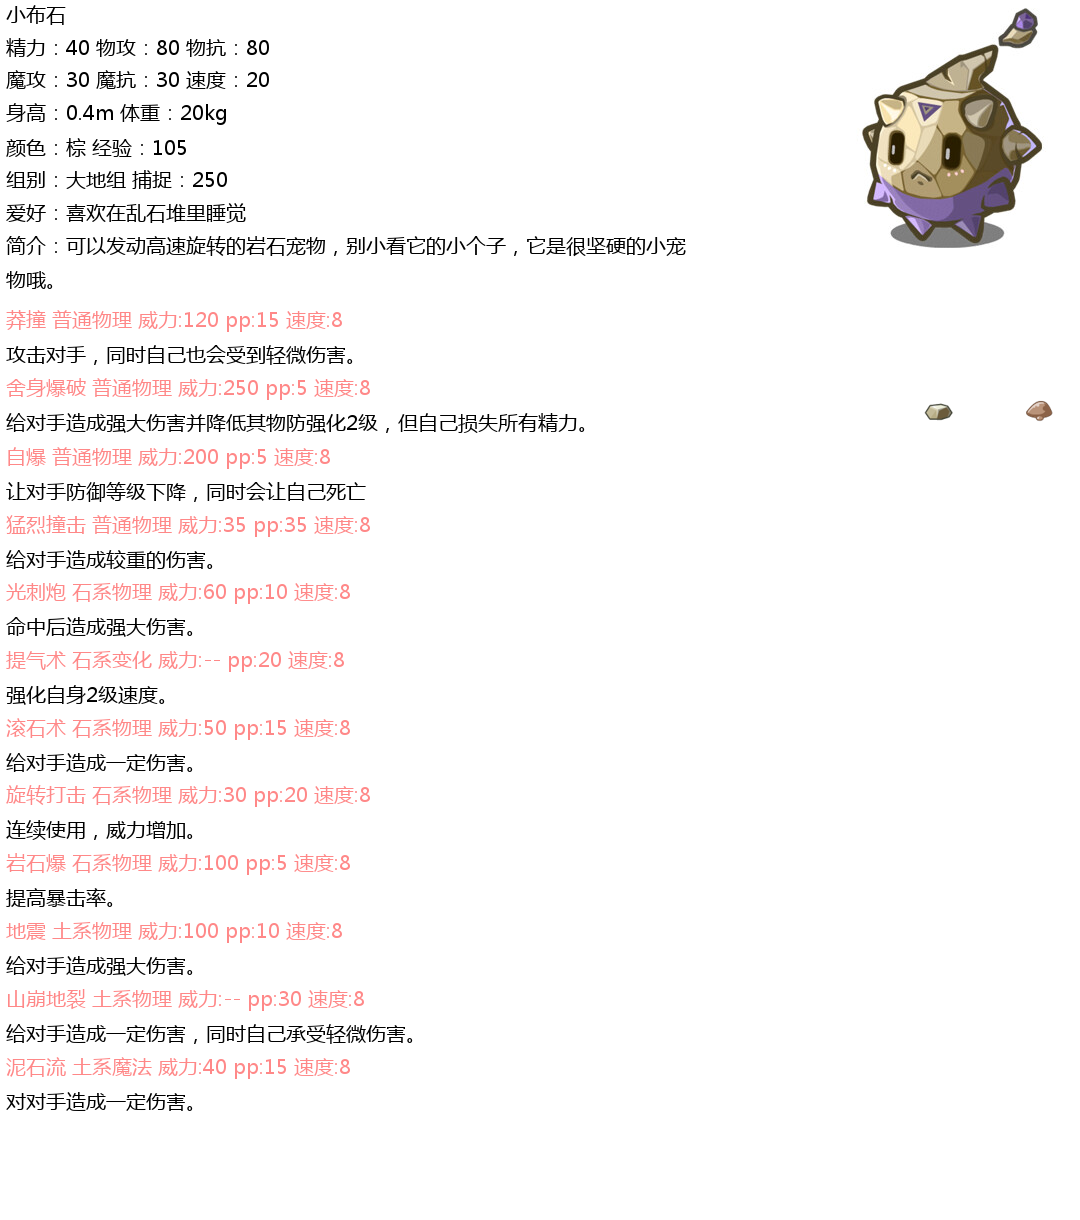 小布石
精力：40 物攻：80 物抗：80
魔攻：30 魔抗：30 速度：20
身高：0.4m 体重：20kg
颜色：棕 经验：105
组别：大地组 捕捉：250
爱好：喜欢在乱石堆里睡觉
简介：可以发动高速旋转的岩石宠物，别小看它的小个子，它是很坚硬的小宠
物哦。
莽撞 普通物理 威力:120 pp:15 速度:8
攻击对手，同时自己也会受到轻微伤害。
舍身爆破 普通物理 威力:250 pp:5 速度:8
给对手造成强大伤害并降低其物防强化2级，但自己损失所有精力。
自爆 普通物理 威力:200 pp:5 速度:8
让对手防御等级下降，同时会让自己死亡
猛烈撞击 普通物理 威力:35 pp:35 速度:8
给对手造成较重的伤害。
光刺炮 石系物理 威力:60 pp:10 速度:8
命中后造成强大伤害。
提气术 石系变化 威力:-- pp:20 速度:8
强化自身2级速度。
滚石术 石系物理 威力:50 pp:15 速度:8
给对手造成一定伤害。
旋转打击 石系物理 威力:30 pp:20 速度:8
连续使用，威力增加。
岩石爆 石系物理 威力:100 pp:5 速度:8
提高暴击率。
地震 土系物理 威力:100 pp:10 速度:8
给对手造成强大伤害。
山崩地裂 土系物理 威力:-- pp:30 速度:8
给对手造成一定伤害，同时自己承受轻微伤害。
泥石流 土系魔法 威力:40 pp:15 速度:8
对对手造成一定伤害。